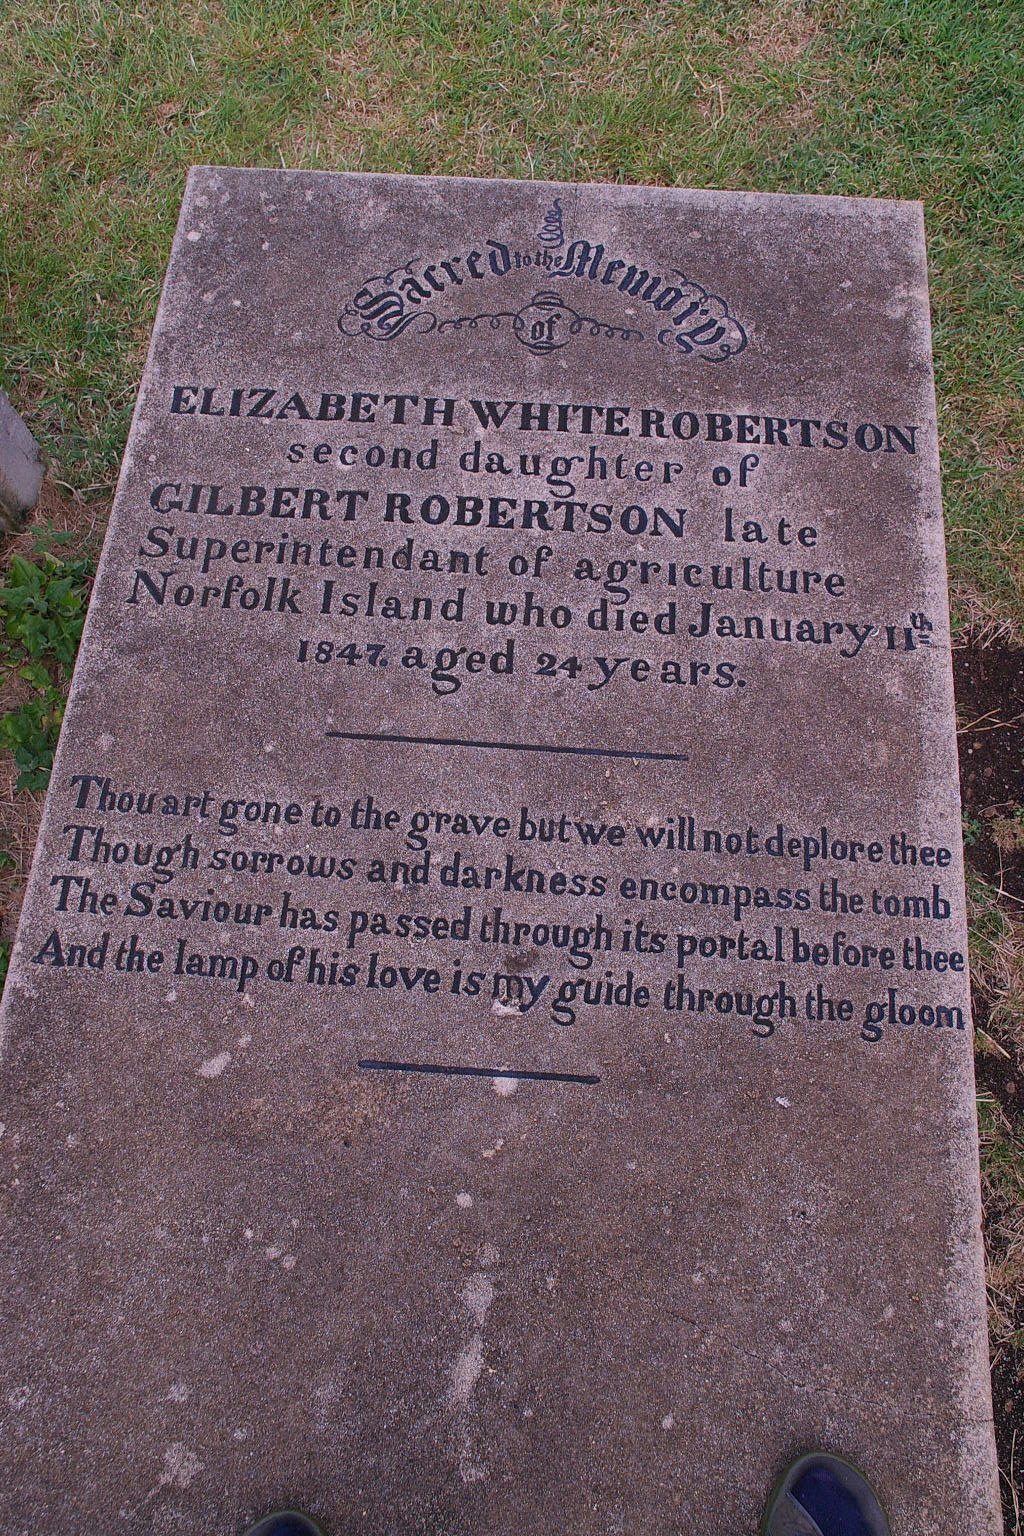 Sacred to the Memory
of
ELIZABETH WHITE ROBERTSON
second daughter of
GILBERT ROBERTSON late
Superintendant of agriculture
Norfolk Island who died January 11th
1847. aged 24 years.
Thou art gone to the grave but we will not deplore thee
Though sorrows and darkness encompass the tomb
The Saviour has passed through its portal before thee
And the lamp of his love is my guide through the gloom